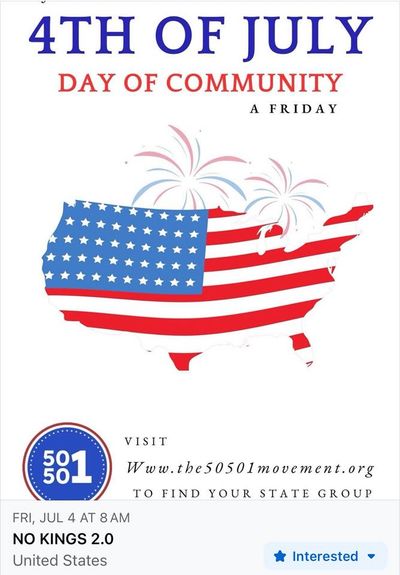 4TH OF JULY
DAY OF COMMUNITY
A FRIDAY
50
50 1
VISIT
Www.the50501movement.org
TO FIND YOUR STATE GROUP
FRI, JUL 4 AT 8 AM
NO KINGS 2.0
United States
Interested